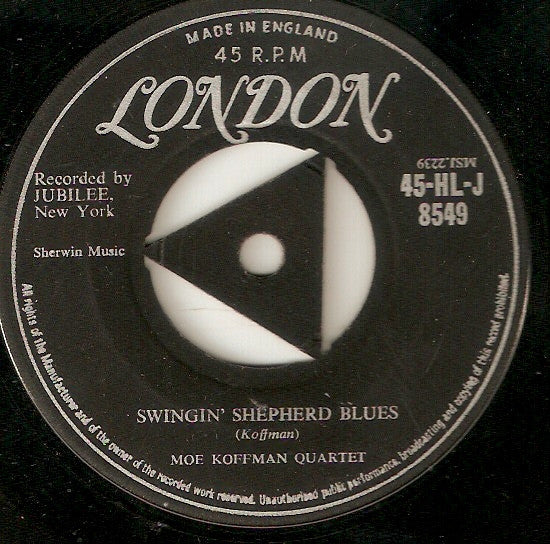 MADE IN ENGLAND
45 R.P.M
LONDON
Recorded by
JUBILEE,
New York
MSL2239
45-HL-J
8549
Sherwin Music
SWINGIN' SHEPHERD BLUES
(Koffman)
MOE KOFFMAN QUARTET
All rights of the Manufacturer and of the owner of the recorded work reserved. Unauthorised public performance, broadcasting and copying of this record prohibited.